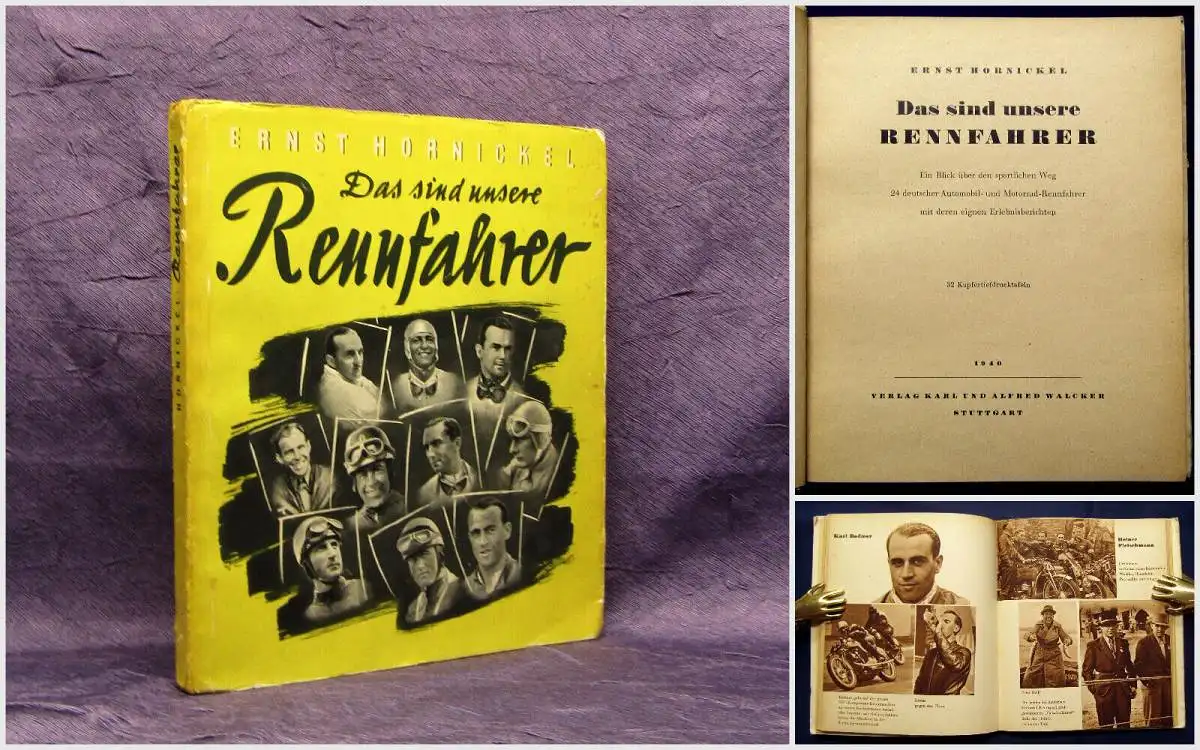 ERNST HORNICKEL
Das sind unsere
Rennfahrer
HORNICKEL Rennfahrer
ERNST HORNICKEL
Das sind unsere
RENNFAHRER
Ein Blick über den sportlichen Weg
24 deutscher Automobil- und Motorrad-Rennfahrer
mit deren eignen Erlebnisberichten
32 Kupfertiefdrucktafeln
1940
VERLAG KARL UND ALFRED WALCKER
STUTTGART
Karl Bodmer
Heiner
Fleischmann